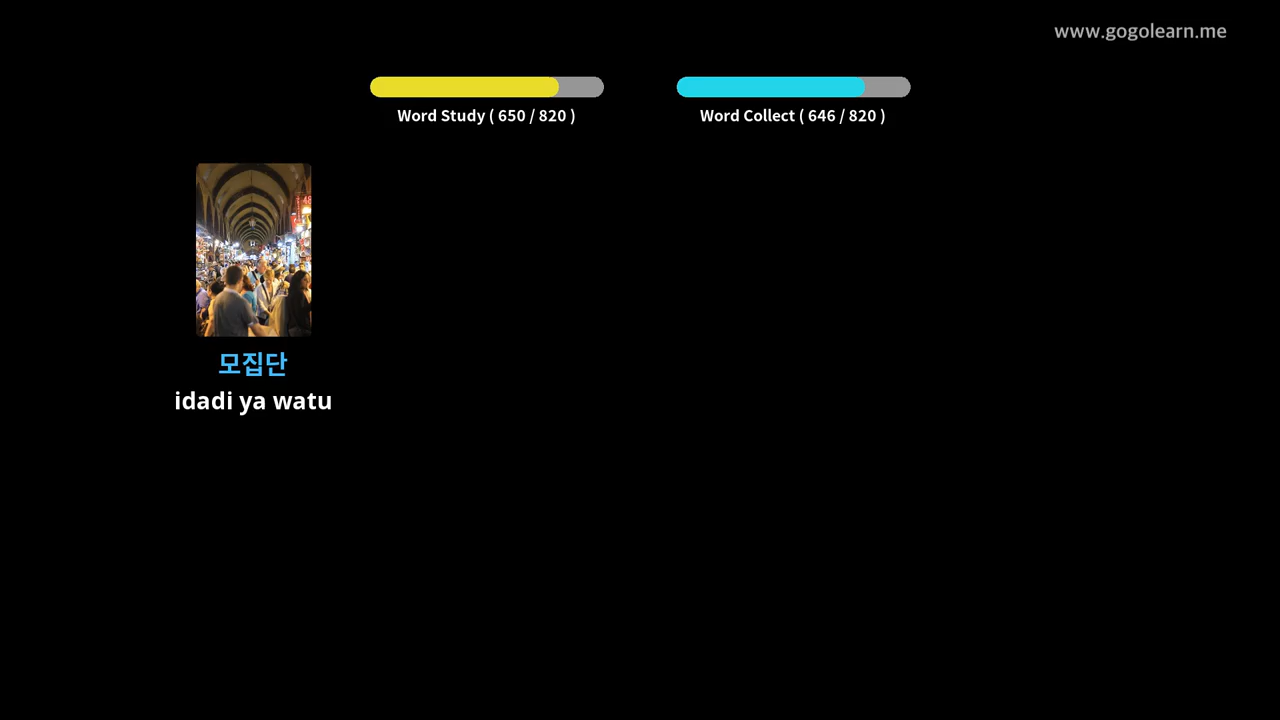 www.gogolearn.me
Word Study ( 650 / 820 )
Word Collect ( 646 / 820 )
모집단
idadi ya watu